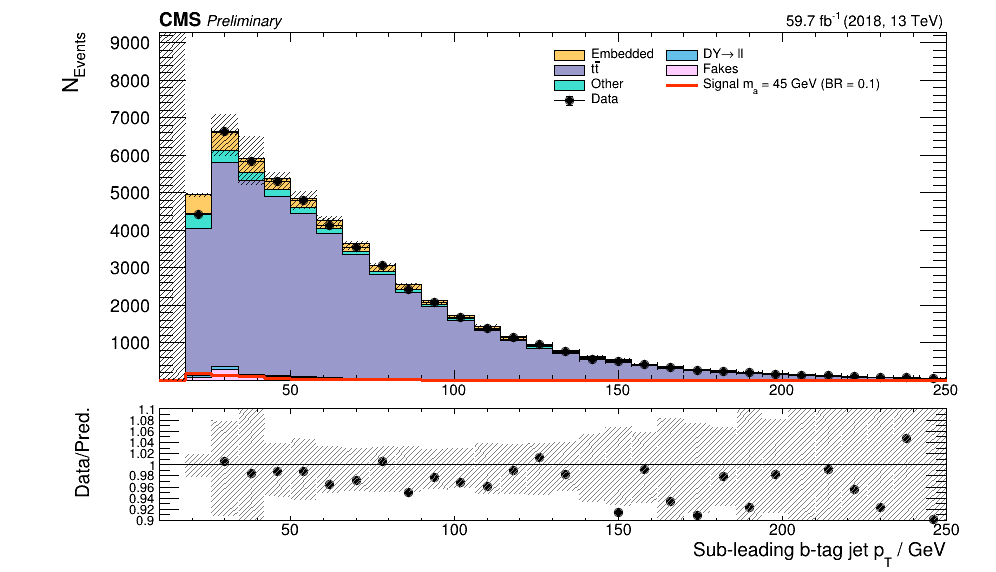 CMS Preliminary
59.7 fb⁻¹ (2018, 13 TeV)
N_Events
9000
8000
7000
6000
5000
4000
3000
2000
1000
Embedded
tt̄
Other
Data
DY→ ll
Fakes
Signal m_a = 45 GeV (BR = 0.1)
50
100
150
200
250
Data/Pred.
1.1
1.08
1.06
1.04
1.02
1
0.98
0.96
0.94
0.92
0.9
50
100
150
200
250
Sub-leading b-tag jet p_T / GeV